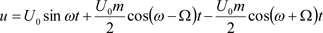 u = U₀ sin ωt + U₀m/2 cos(ω − Ω)t − U₀m/2 cos(ω + Ω)t